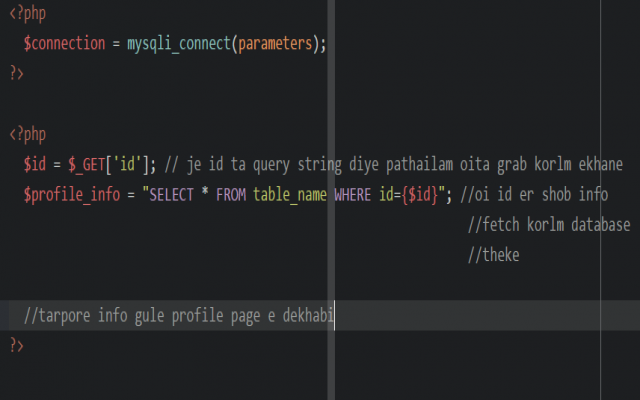 <?php
$connection = mysqli_connect(parameters);
?>
<?php
$id = $_GET['id']; // je id ta query string diye pathailam oita grab korlm ekhane
$profile_info = "SELECT * FROM table_name WHERE id={$id}"; //oi id er shob info
//fetch korlm database
//theke
//tarpore info gule profile page e dekhabi
?>